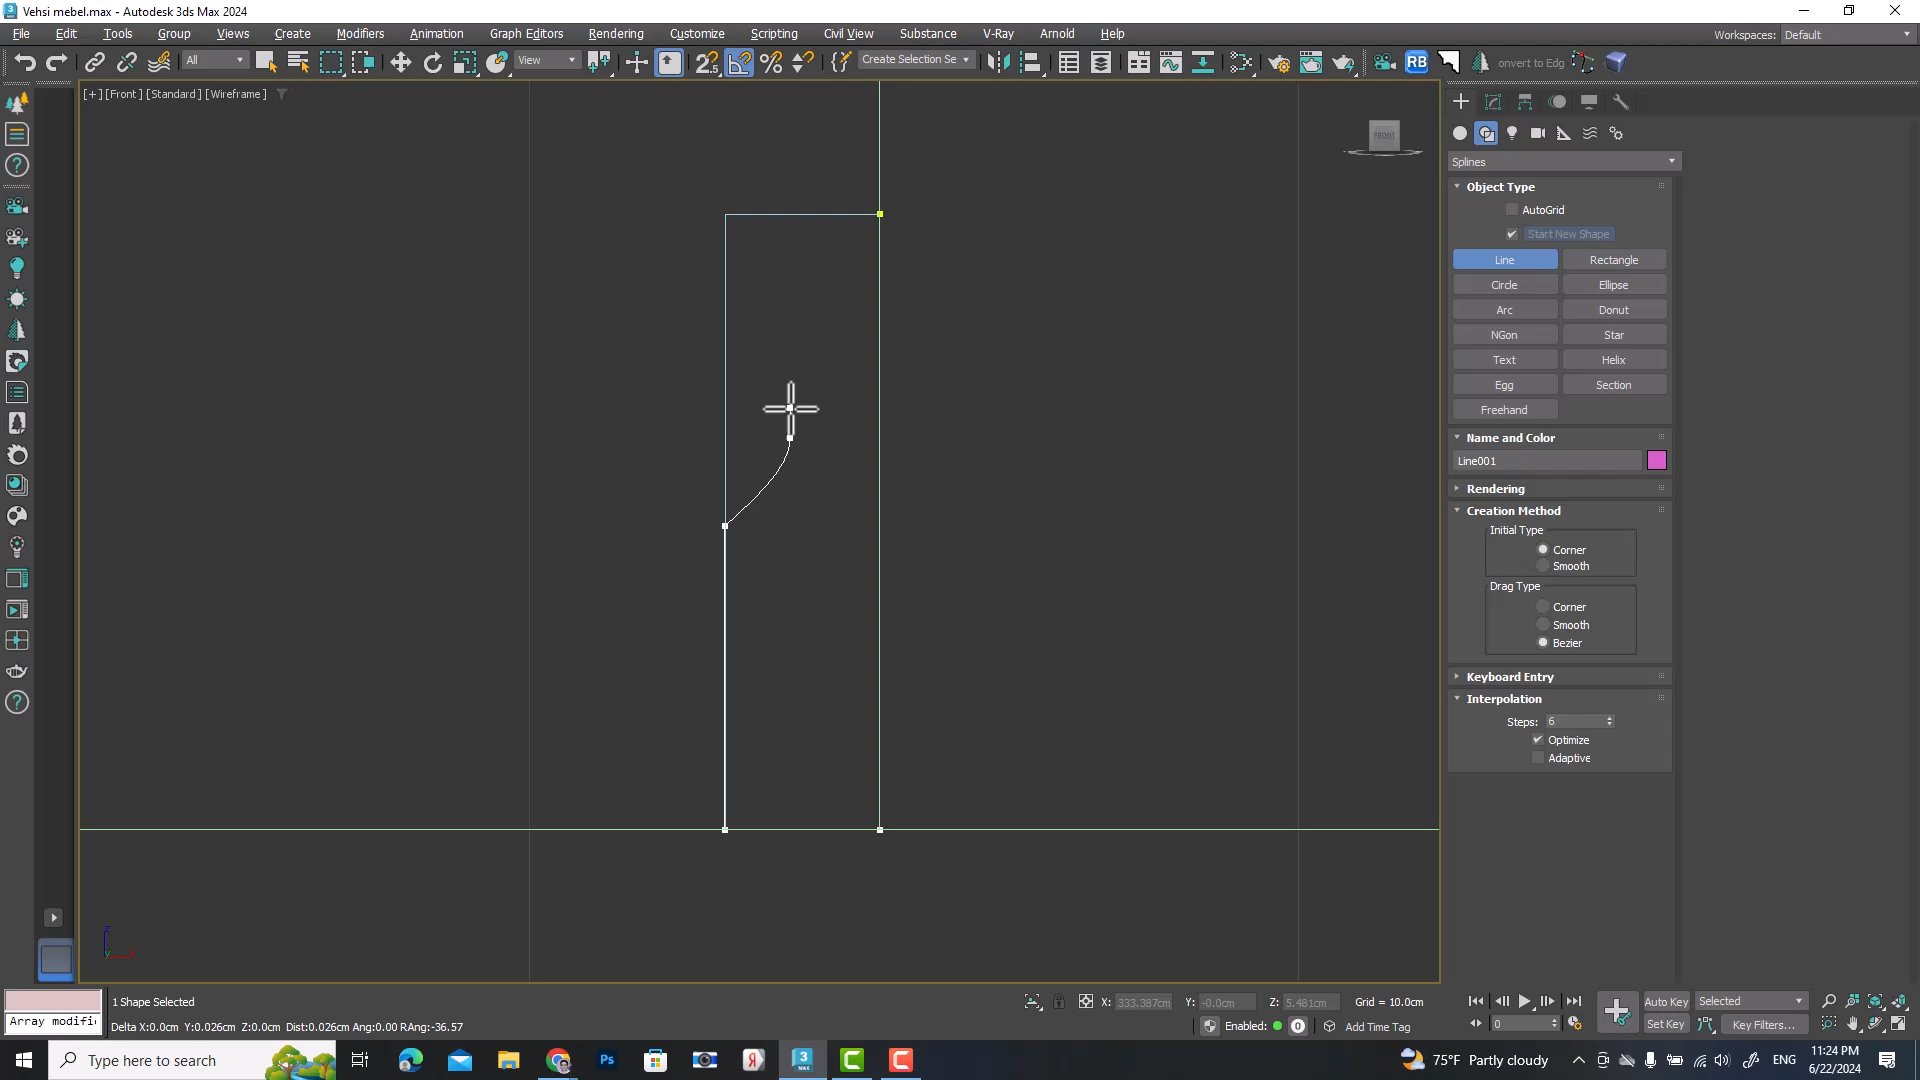 Vehsi mebel.max - Autodesk 3ds Max 2024
File Edit Tools Group Views Create Modifiers Animation Graph Editors Rendering Customize Scripting Civil View Substance V-Ray Arnold Help
Workspaces: Default
All View Create Selection Se RB onvert to Edg
[+] [Front] [Standard] [Wireframe]
FRONT
Splines
Object Type
AutoGrid
Start New Shape
Line Rectangle
Circle Ellipse
Arc Donut
NGon Star
Text Helix
Egg Section
Freehand
Name and Color
Line001
Rendering
Creation Method
Initial Type
Corner
Smooth
Drag Type
Corner
Smooth
Bezier
Keyboard Entry
Interpolation
Steps: 6
Optimize
Adaptive
1 Shape Selected
X: 333.387cm Y: -0.0cm Z: 5.481cm Grid = 10.0cm
Auto Key Selected
Array modifi
Delta X:0.0cm Y:0.026cm Z:0.0cm Dist:0.026cm Ang:0.00 RAng:-36.57
Enabled: 0 Add Time Tag
0
Set Key Key Filters...
Type here to search
75°F Partly cloudy
ENG
11:24 PM
6/22/2024